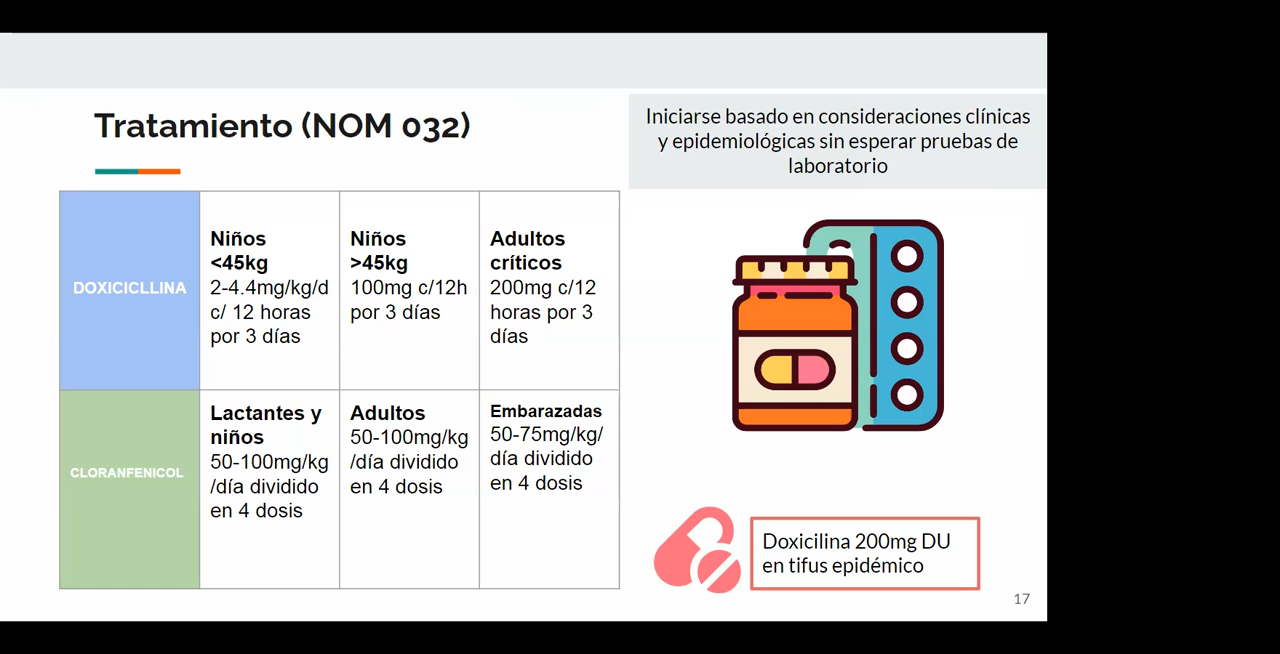 Tratamiento (NOM 032)
Iniciarse basado en consideraciones clínicas
y epidemiológicas sin esperar pruebas de
laboratorio
DOXICICLLINA
Niños
<45kg
2-4.4mg/kg/d
c/ 12 horas
por 3 días
Niños
>45kg
100mg c/12h
por 3 días
Adultos
críticos
200mg c/12
horas por 3
días
CLORANFENICOL
Lactantes y
niños
50-100mg/kg
/día dividido
en 4 dosis
Adultos
50-100mg/kg
/día dividido
en 4 dosis
Embarazadas
50-75mg/kg/
día dividido
en 4 dosis
Doxicilina 200mg DU
en tifus epidémico
17